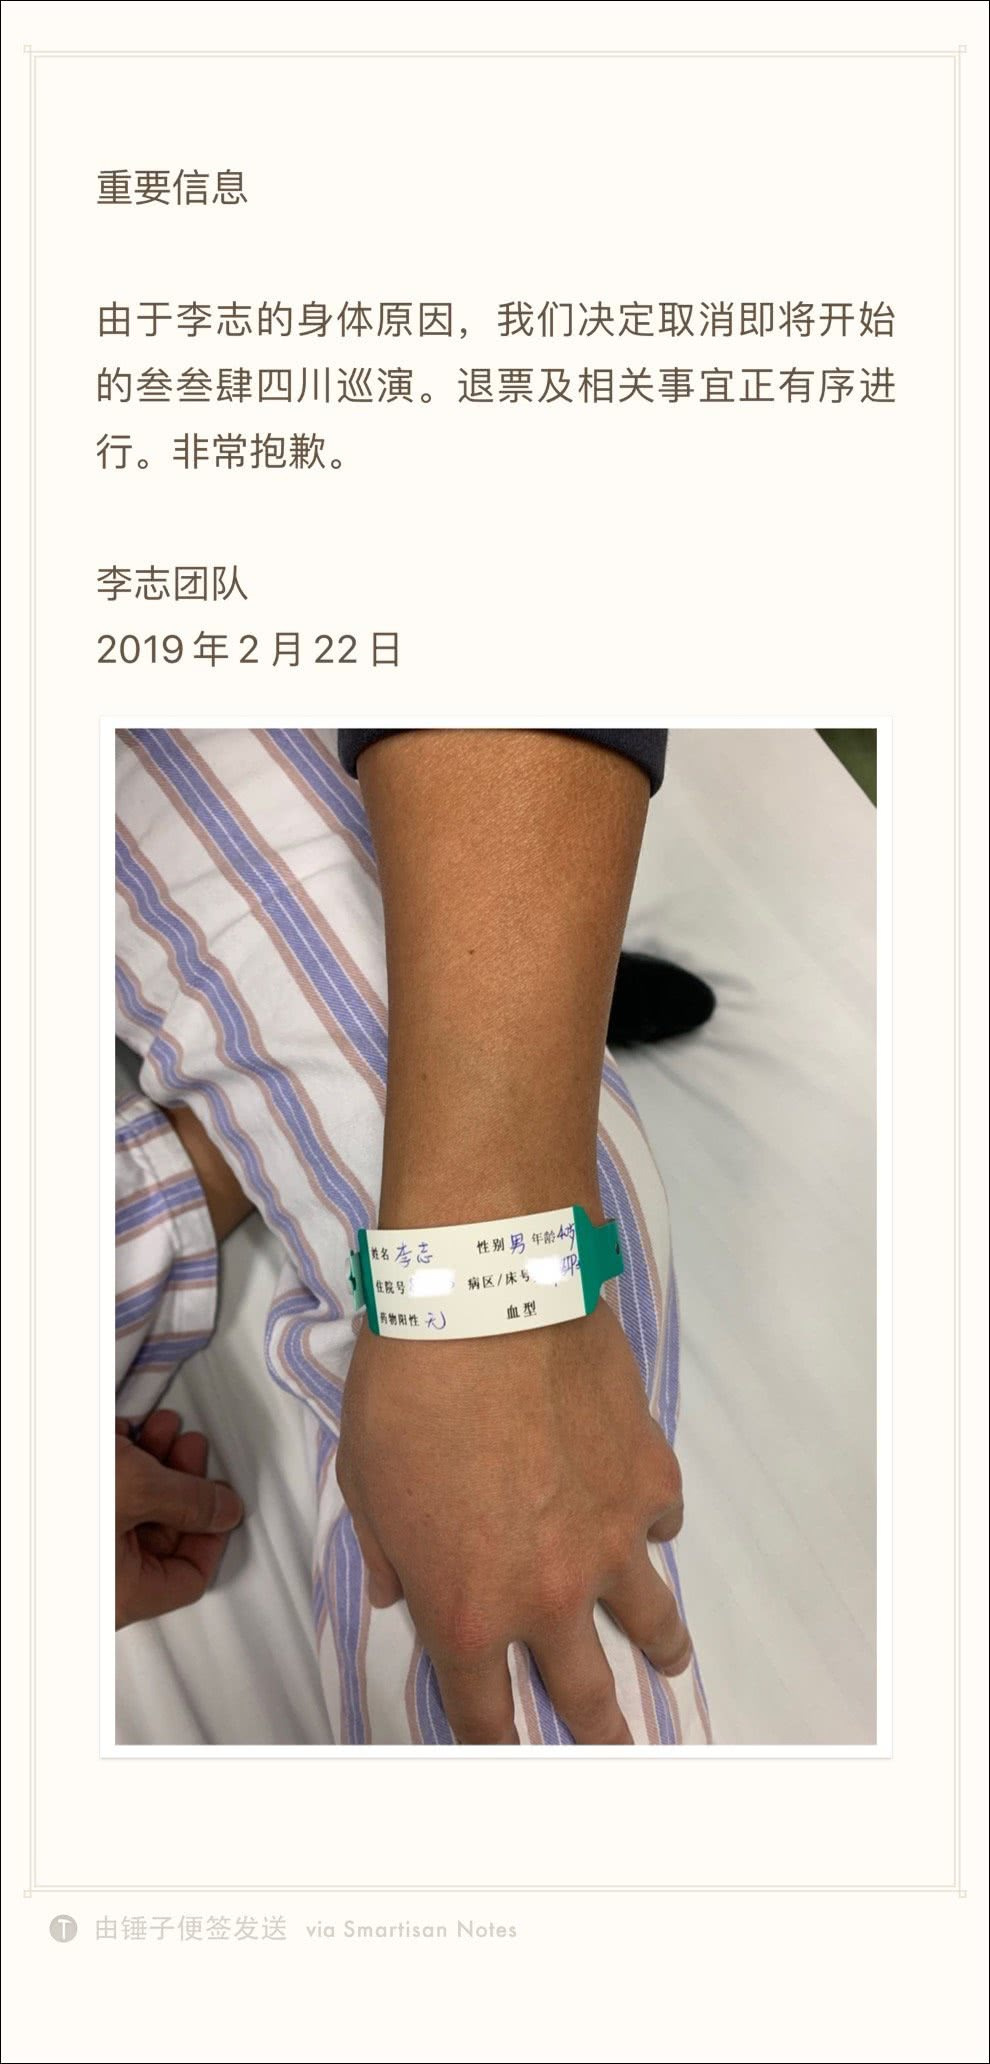 重要信息
由于李志的身体原因，我们决定取消即将开始
的叁叁肆四川巡演。退票及相关事宜正有序进
行。非常抱歉。
李志团队
2019 年 2 月 22 日
姓名 李志 性别 男 年龄
住院号 病区/床号
药物阳性 无 血型
由锤子便签发送 via Smartisan Notes